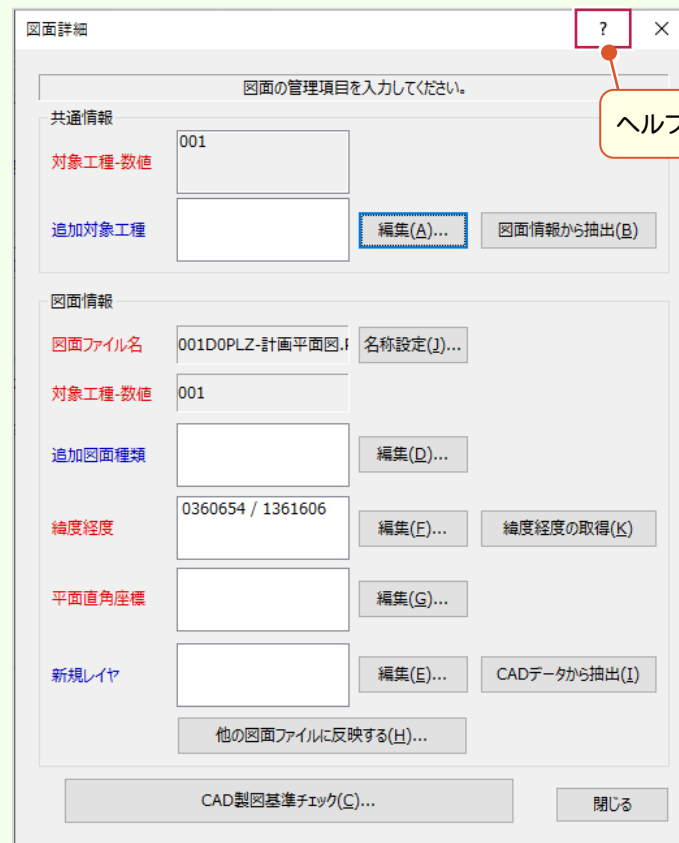 図面詳細 ?
図面の管理項目を入力してください。
共通情報
対象工種-数値 001
追加対象工種 編集(A)... 図面情報から抽出(B)
図面情報
図面ファイル名 001D0PLZ-計画平面図. 名称設定(J)...
対象工種-数値 001
追加図面種類 編集(D)...
緯度経度 0360654 / 1361606 編集(F)... 緯度経度の取得(K)
平面直角座標 編集(G)...
新規レイヤ 編集(E)... CADデータから抽出(I)
他の図面ファイルに反映する(H)...
CAD製図基準チェック(C)... 閉じる